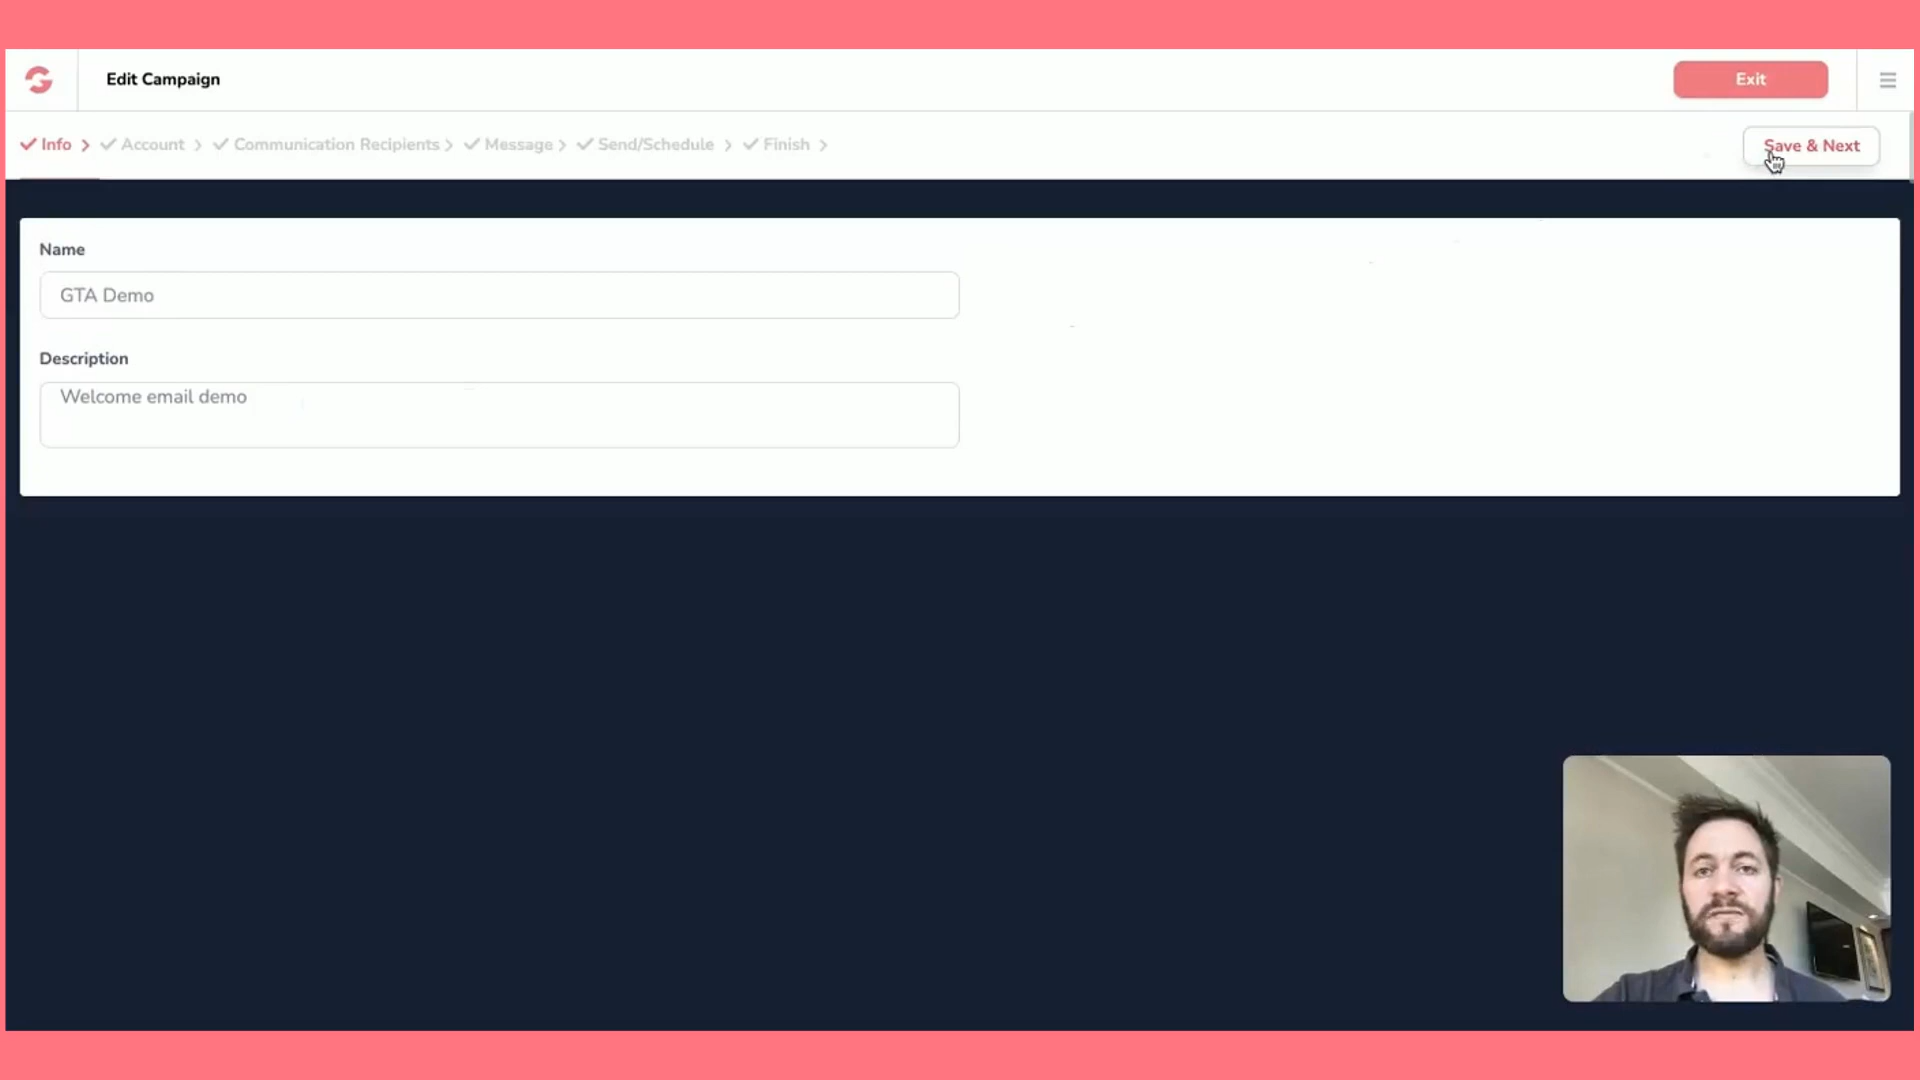 Edit Campaign
Exit
Info
Account
Communication Recipients
Message
Send/Schedule
Finish
Save & Next
Name
GTA Demo
Description
Welcome email demo